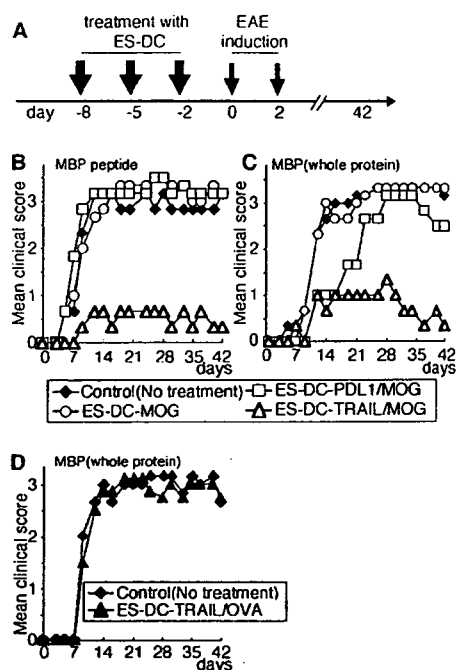 A
treatment with
ES-DC
EAE
induction
day -8 -5 -2 0 2 42
B
MBP peptide
Mean clinical score
3
2
1
0
0 7 14 21 28 35 42
days
C
MBP(whole protein)
Mean clinical score
3
2
1
0
0 7 14 21 28 35 42
days
Control(No treatment) ES-DC-PDL1/MOG
ES-DC-MOG ES-DC-TRAIL/MOG
D
MBP(whole protein)
Mean clinical score
3
2
1
0
0 7 14 21 28 35 42
days
Control(No treatment)
ES-DC-TRAIL/OVA